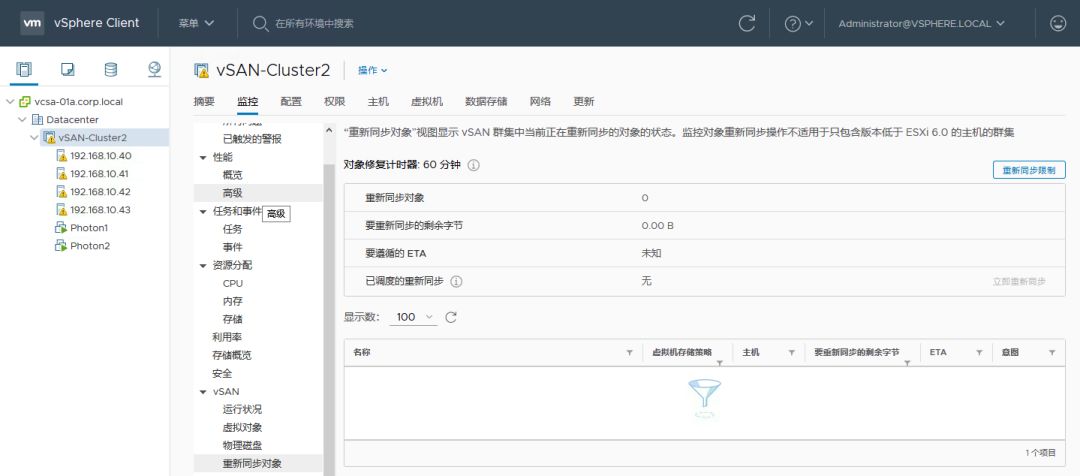 vm vSphere Client 菜单 在所有环境中搜索 Administrator@VSPHERE.LOCAL
vcsa-01a.corp.local
Datacenter
vSAN-Cluster2
192.168.10.40
192.168.10.41
192.168.10.42
192.168.10.43
Photon1
Photon2
vSAN-Cluster2 操作
摘要 监控 配置 权限 主机 虚拟机 数据存储 网络 更新
所有问题
已触发的警报
性能
概览
高级
任务和事件
高级
任务
事件
资源分配
CPU
内存
存储
利用率
存储概览
安全
vSAN
运行状况
虚拟对象
物理磁盘
重新同步对象
“重新同步对象”视图显示 vSAN 群集中当前正在重新同步的对象的状态。监控对象重新同步操作不适用于只包含版本低于 ESXi 6.0 的主机的群集
对象修复计时器: 60 分钟
重新同步限制
重新同步对象 0
要重新同步的剩余字节 0.00 B
要遵循的 ETA 未知
已调度的重新同步 无 立即重新同步
显示数: 100
名称 虚拟机存储策略 主机 要重新同步的剩余字节 ETA 意图
1 个项目